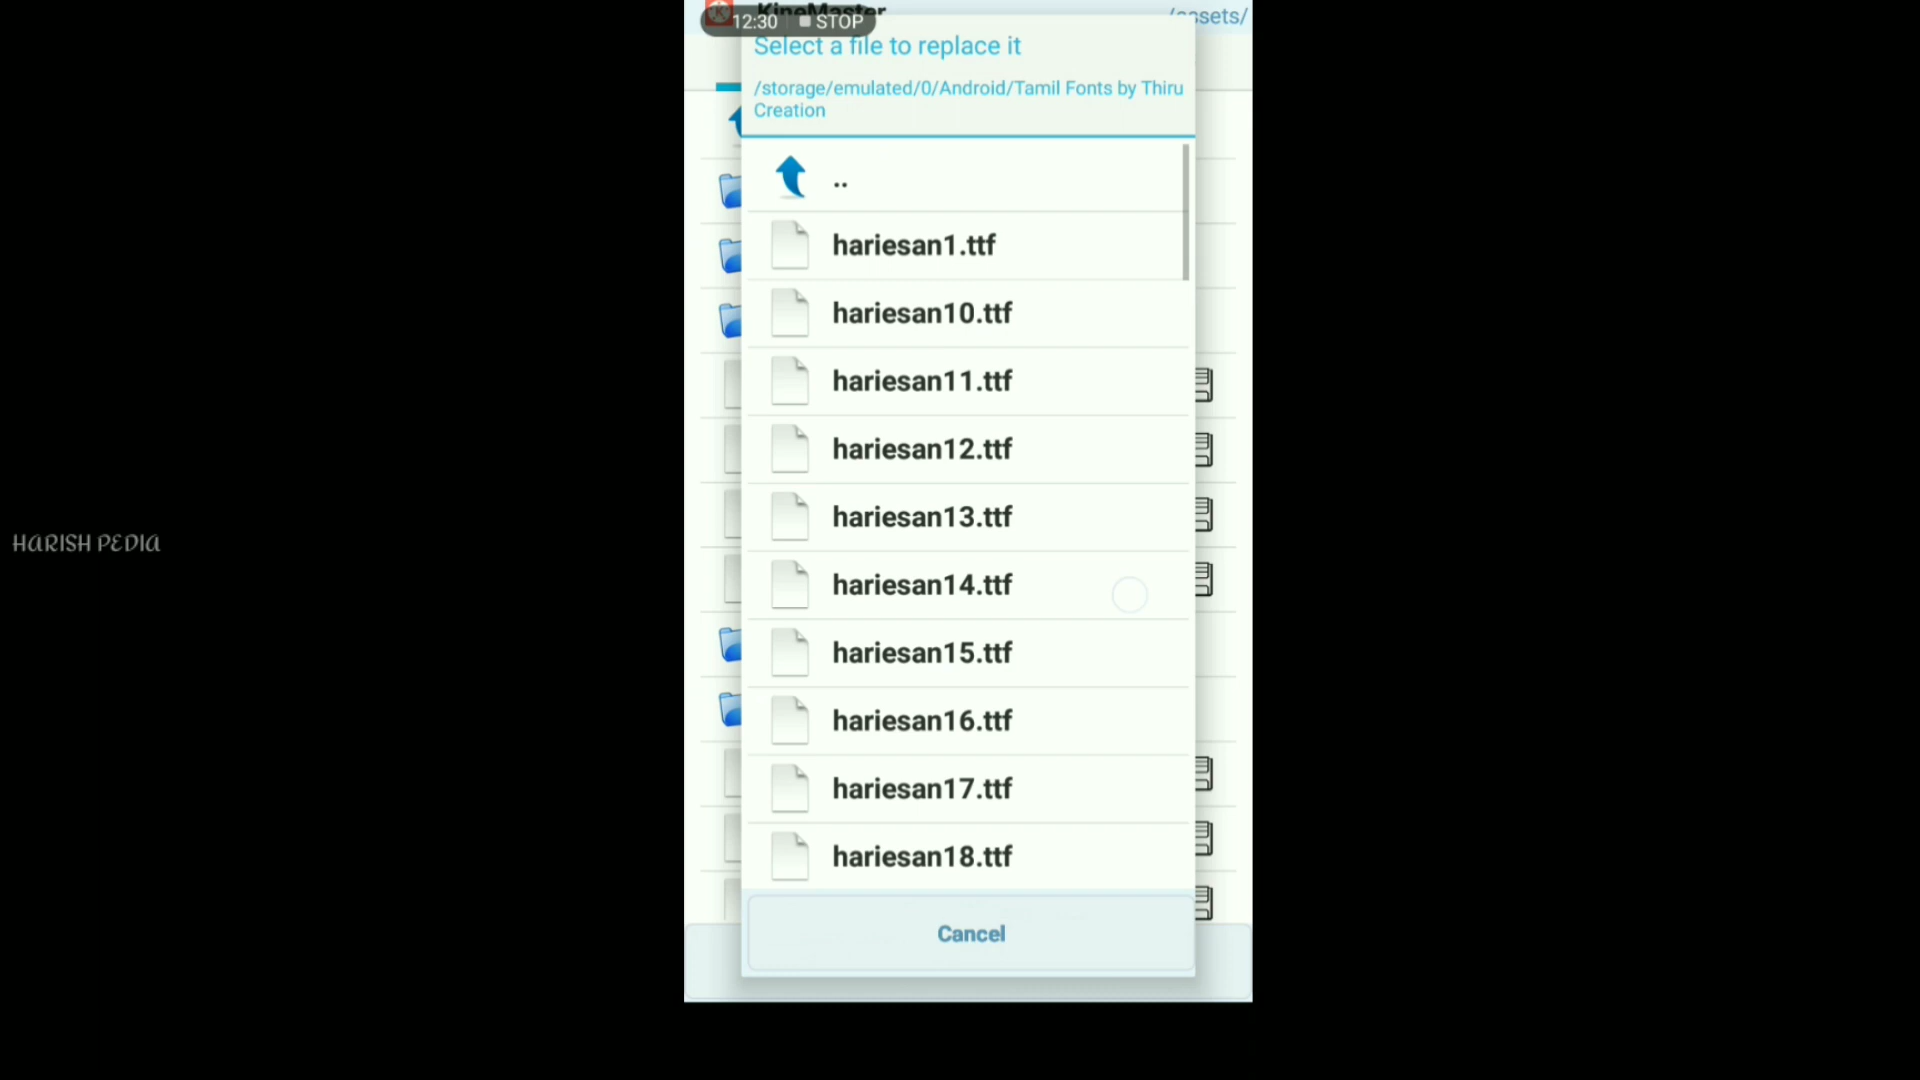 KineMaster
/assets/
12:30 STOP
Select a file to replace it
/storage/emulated/0/Android/Tamil Fonts by Thiru
Creation
..
hariesan1.ttf
hariesan10.ttf
hariesan11.ttf
hariesan12.ttf
hariesan13.ttf
hariesan14.ttf
hariesan15.ttf
hariesan16.ttf
hariesan17.ttf
hariesan18.ttf
Cancel
HARISH PEDIA